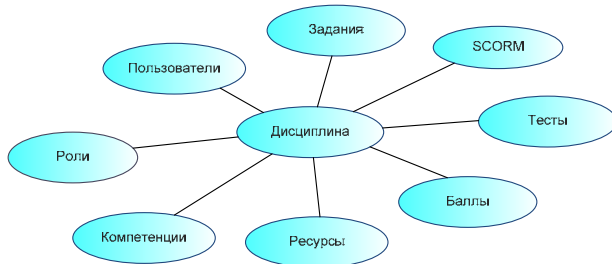 Задания
SCORM
Пользователи
Тесты
Дисциплина
Роли
Баллы
Компетенции
Ресурсы